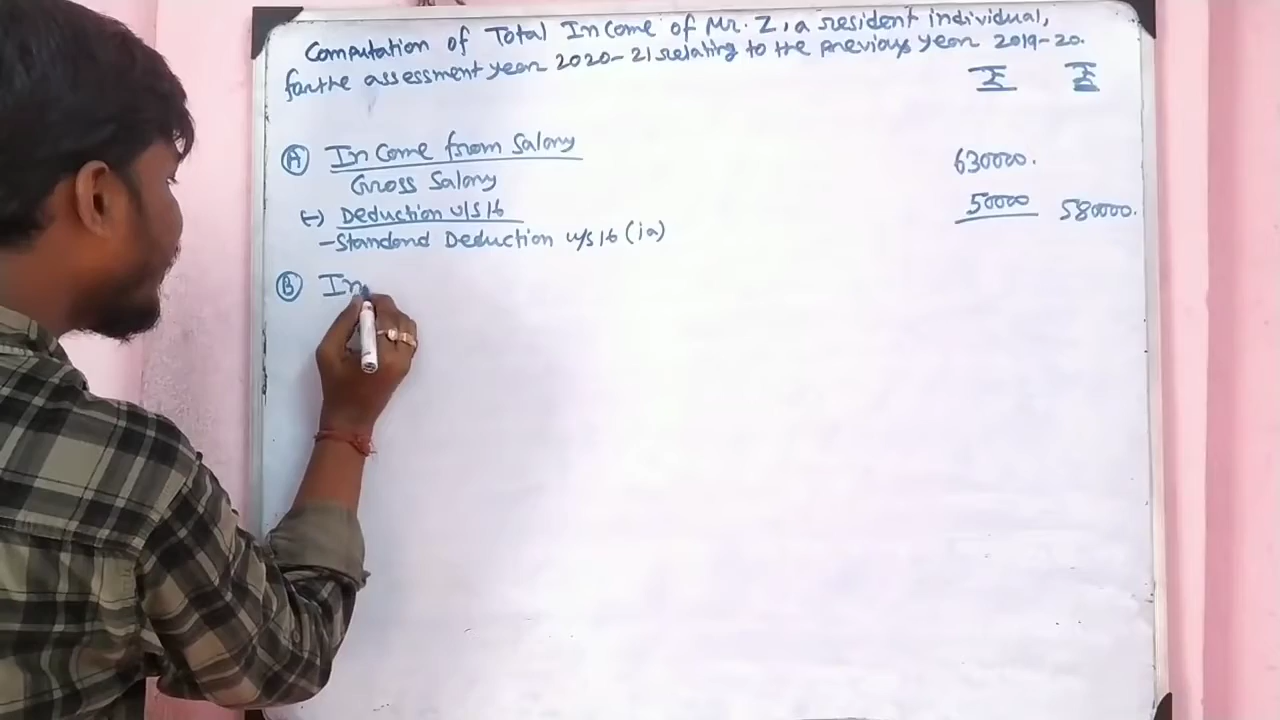 Computation of Total Income of Mr. Z, a resident individual,
for the assessment year 2020-21 relating to the previous year 2019-20.
₹ ₹
Ⓐ Income from Salary
Gross Salary 630000.
(-) Deduction u/s 16
-Standard Deduction u/s 16 (ia) 50000 580000.
Ⓑ In